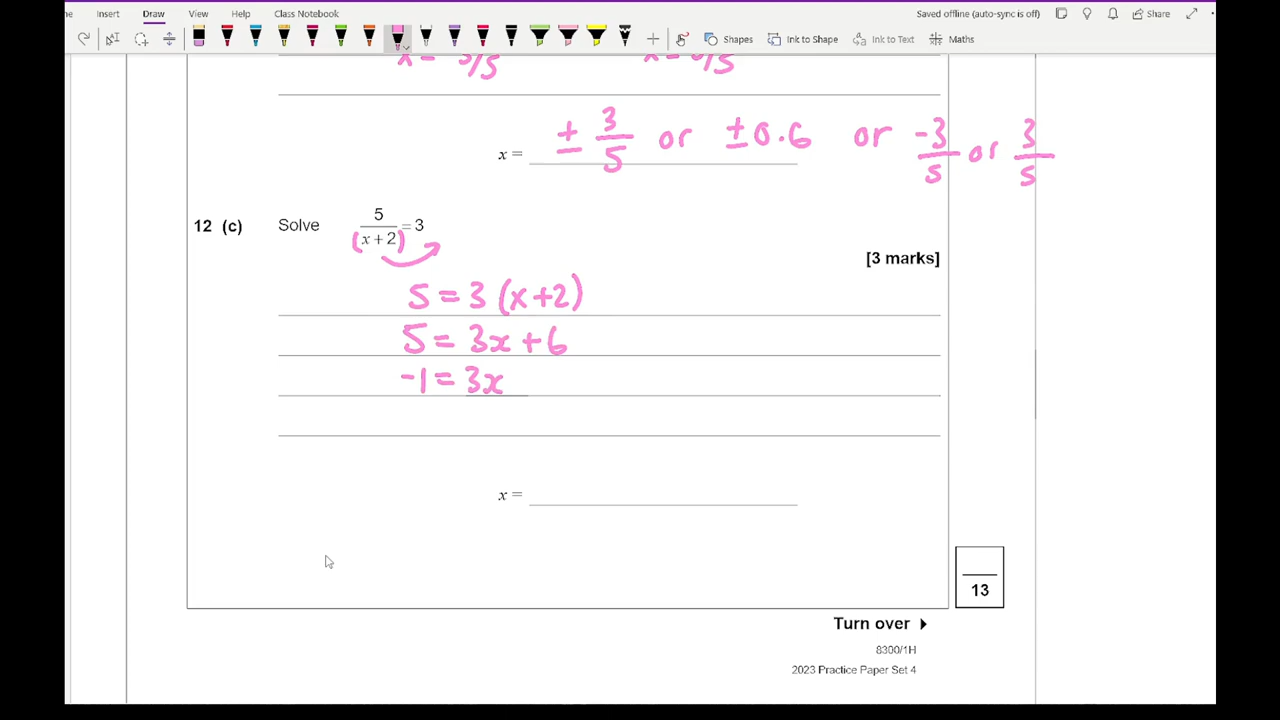 me Insert Draw View Help Class Notebook Saved offline (auto-sync is off) Share
Shapes Ink to Shape Ink to Text Maths
x = ± 3/5 or ± 0.6 or -3/5 or 3/5
12 (c) Solve 5/(x + 2) = 3
[3 marks]
5 = 3 (x+2)
5 = 3x + 6
-1 = 3x
x =
13
Turn over
8300/1H
2023 Practice Paper Set 4